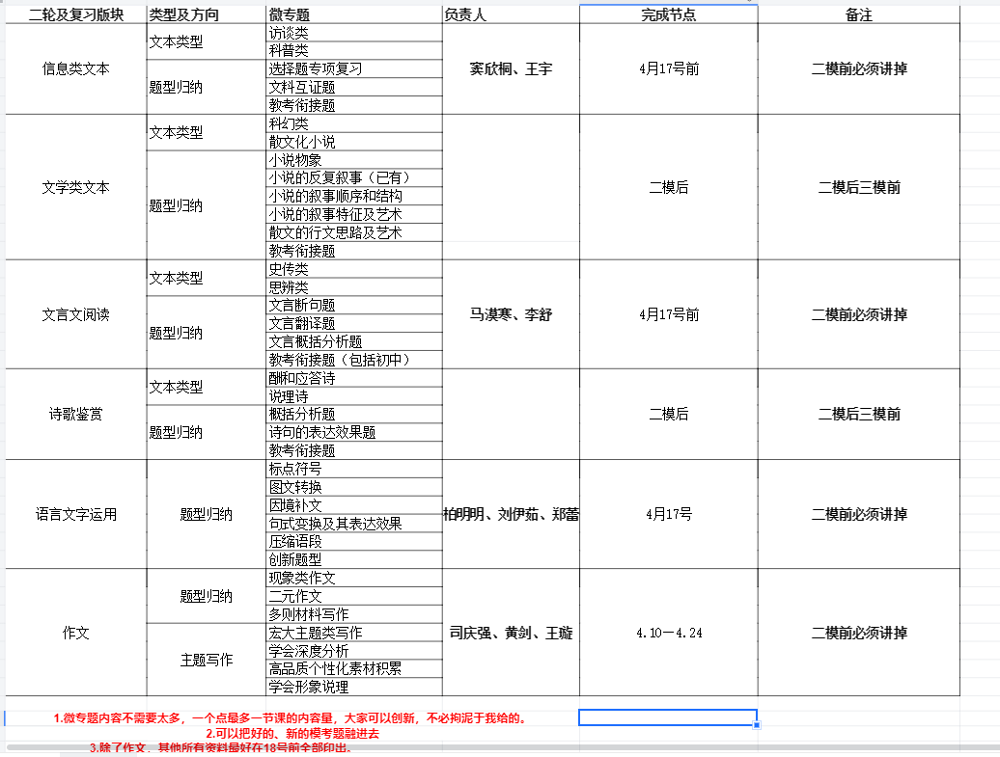 二轮及复习版块 类型及方向 微专题 负责人 完成节点 备注
信息类文本 文本类型 访谈类 窦欣桐、王宇 4月17号前 二模前必须讲掉
科普类
题型归纳 选择题专项复习
文料互证题
教考衔接题
文学类文本 文本类型 科幻类 二模后 二模后三模前
散文化小说
题型归纳 小说物象
小说的反复叙事（已有）
小说的叙事顺序和结构
小说的叙事特征及艺术
散文的行文思路及艺术
教考衔接题
文言文阅读 文本类型 史传类 马漠寒、李舒 4月17号前 二模前必须讲掉
思辨类
题型归纳 文言断句题
文言翻译题
文言概括分析题
教考衔接题（包括初中）
诗歌鉴赏 文本类型 酬和应答诗 二模后 二模后三模前
说理诗
题型归纳 概括分析题
诗句的表达效果题
教考衔接题
语言文字运用 题型归纳 标点符号 柏明明、刘伊茹、郑蕾 4月17号 二模前必须讲掉
图文转换
因境补文
句式变换及其表达效果
压缩语段
创新题型
作文 题型归纳 现象类作文 司庆强、黄剑、王璇 4.10—4.24 二模前必须讲掉
二元作文
多则材料写作
主题写作 宏大主题类写作
学会深度分析
高品质个性化素材积累
学会形象说理
1.微专题内容不需要太多，一个点最多一节课的内容量，大家可以创新，不必拘泥于我给的。
2.可以把好的、新的模考题融进去
3.除了作文，其他所有资料最好在18号前全部印出。